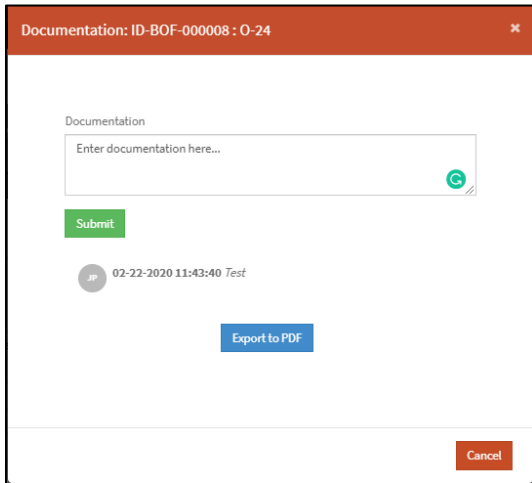 Documentation: ID-BOF-000008 : O-24 ×
Documentation
Enter documentation here...
G
Submit
JP 02-22-2020 11:43:40 Test
Export to PDF
Cancel